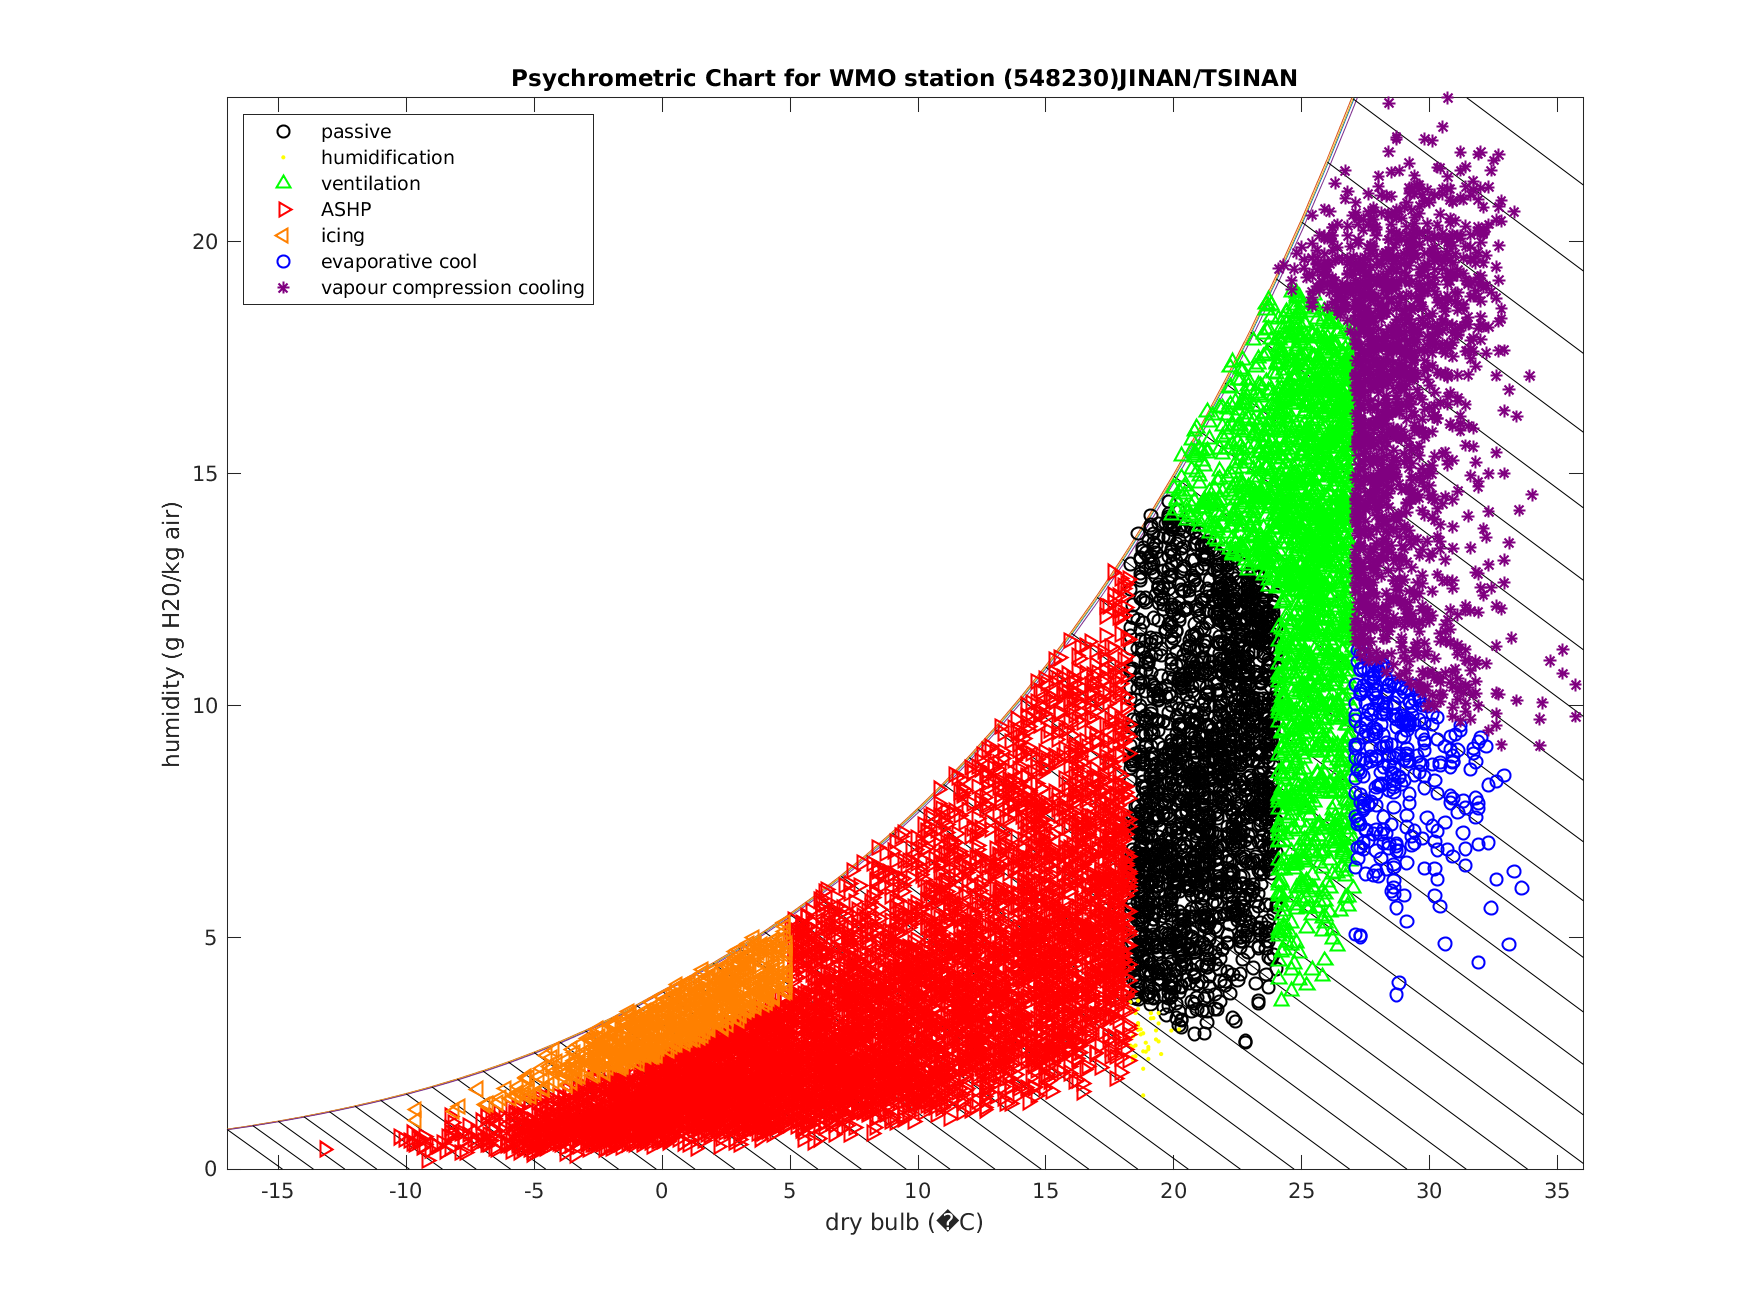 Psychrometric Chart for WMO station (548230)JINAN/TSINAN
passive
humidification
ventilation
ASHP
icing
evaporative cool
vapour compression cooling
humidity (g H20/kg air)
20
15
10
5
0
-15 -10 -5 0 5 10 15 20 25 30 35
dry bulb (�C)